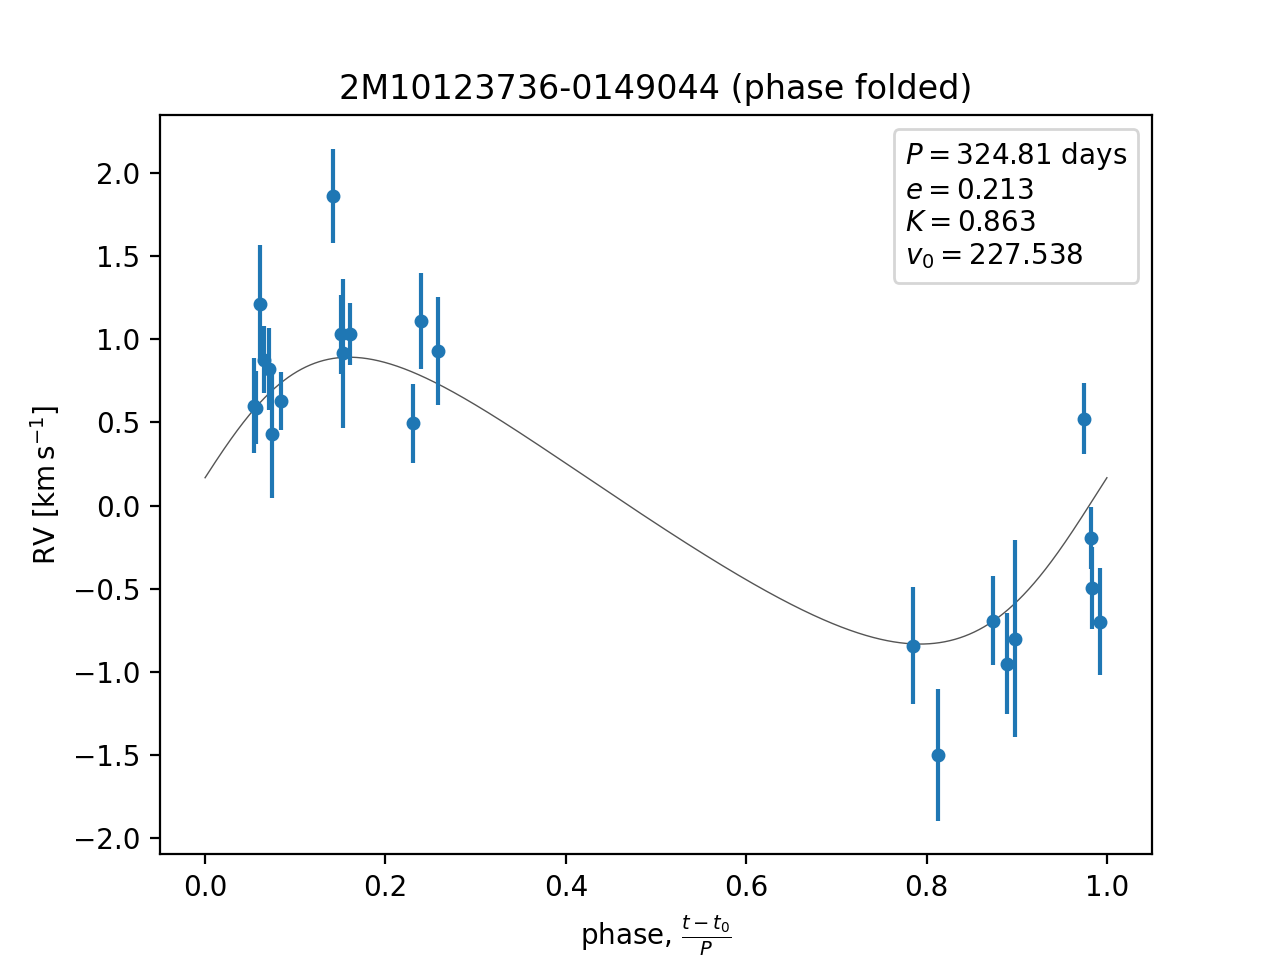 2M10123736-0149044 (phase folded)
P = 324.81 days
e = 0.213
K = 0.863
v₀ = 227.538
RV [km s⁻¹]
2.0
1.5
1.0
0.5
0.0
−0.5
−1.0
−1.5
−2.0
0.0 0.2 0.4 0.6 0.8 1.0
phase, (t − t₀)/P